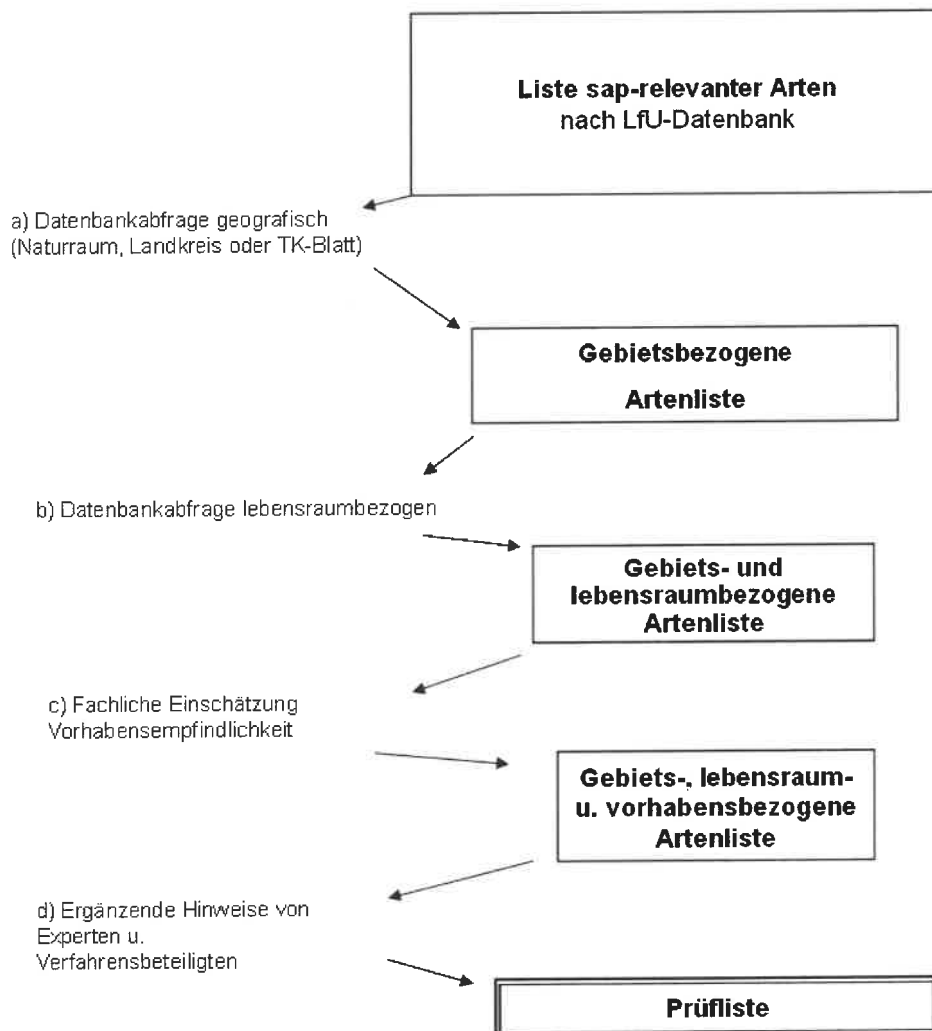 Liste sap-relevanter Arten
nach LfU-Datenbank
a) Datenbankabfrage geografisch
(Naturraum, Landkreis oder TK-Blatt)
Gebietsbezogene
Artenliste
b) Datenbankabfrage lebensraumbezogen
Gebiets- und
lebensraumbezogene
Artenliste
c) Fachliche Einschätzung
Vorhabensempfindlichkeit
Gebiets-, lebensraum-
u. vorhabensbezogene
Artenliste
d) Ergänzende Hinweise von
Experten u.
Verfahrensbeteiligten
Prüfliste